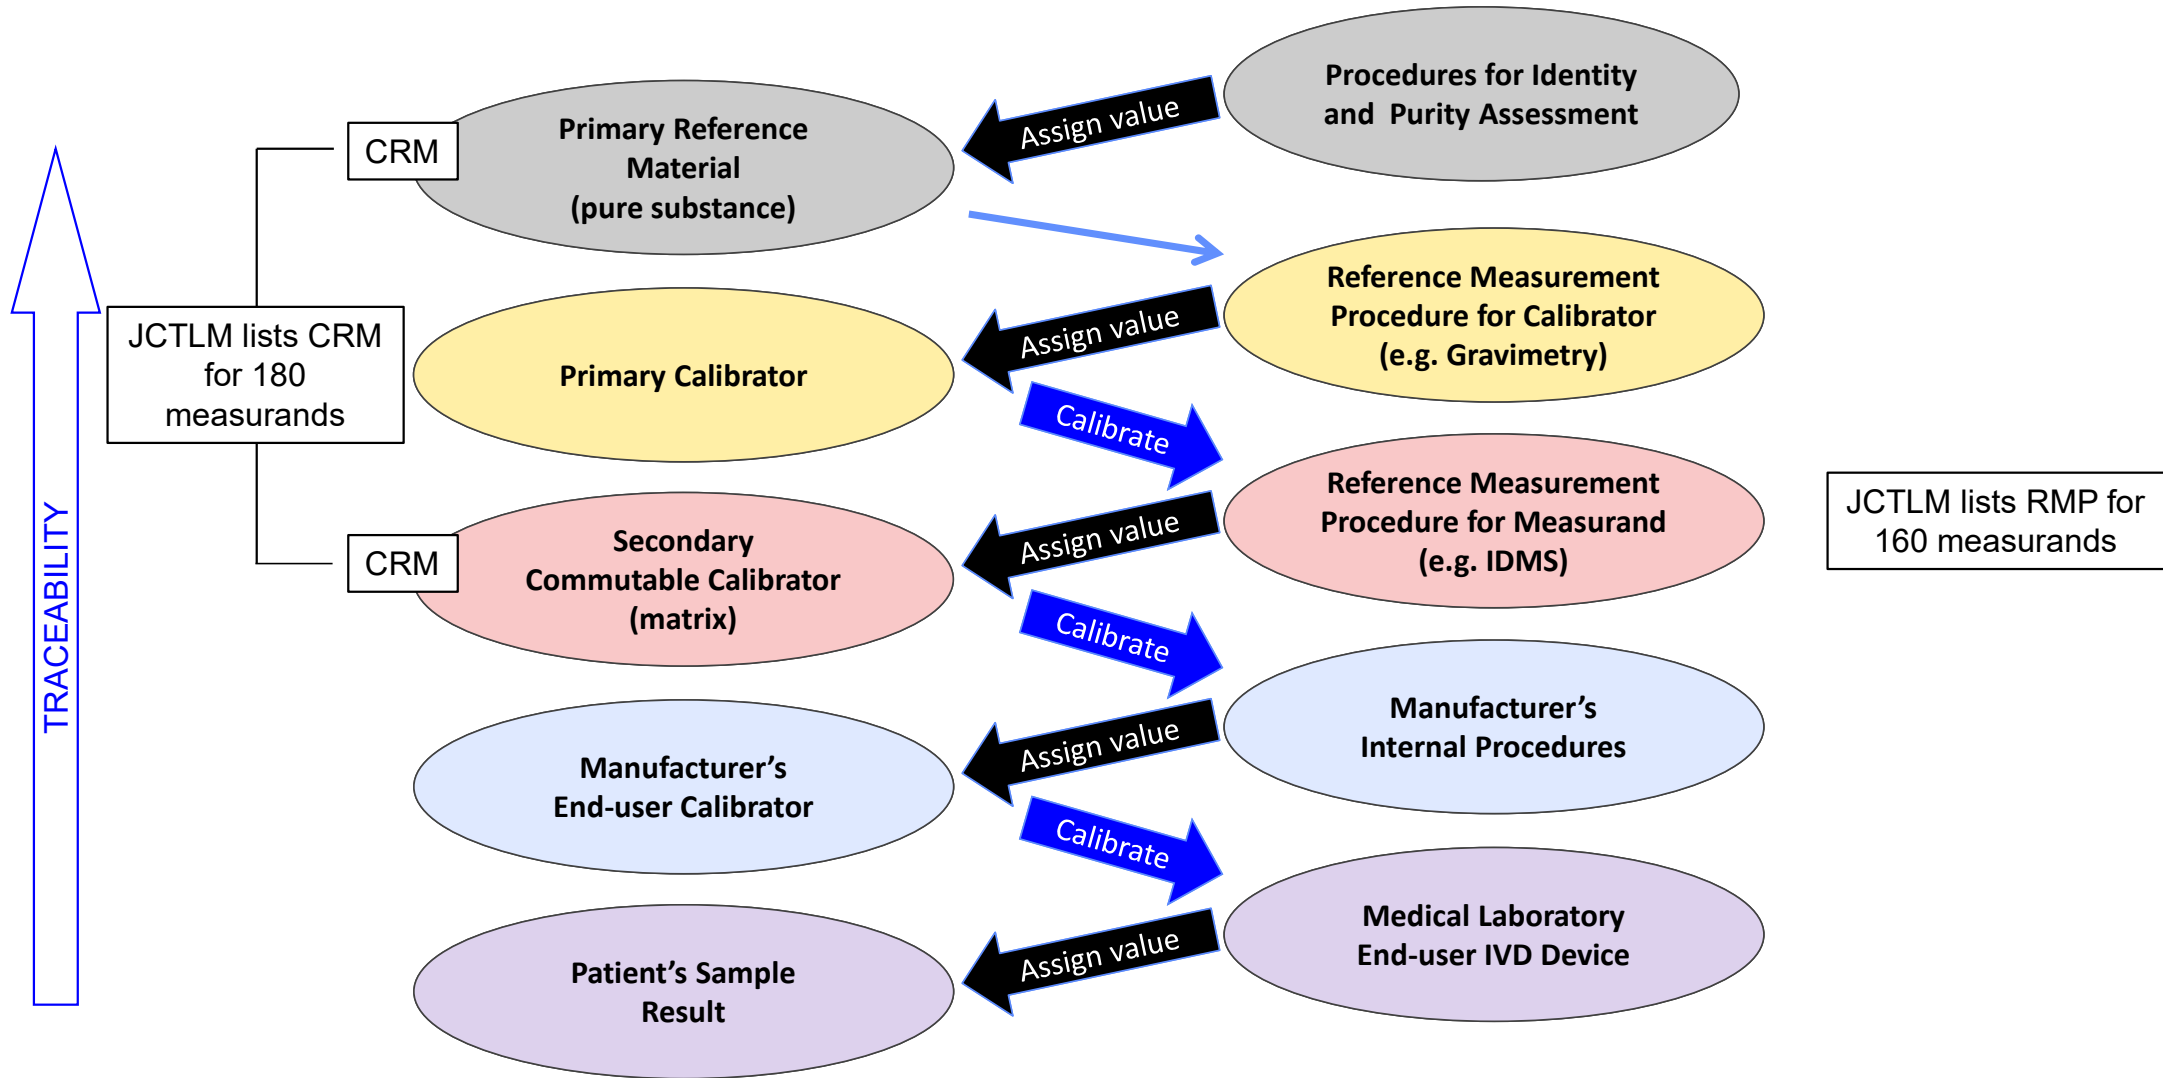 Procedures for Identity
and Purity Assessment
Assign value
Primary Reference
Material
(pure substance)
CRM
Reference Measurement
Procedure for Calibrator
(e.g. Gravimetry)
Assign value
Primary Calibrator
JCTLM lists CRM
for 180
measurands
Calibrate
Reference Measurement
Procedure for Measurand
(e.g. IDMS)
JCTLM lists RMP for
160 measurands
Assign value
Secondary
Commutable Calibrator
(matrix)
CRM
TRACEABILITY
Calibrate
Manufacturer’s
Internal Procedures
Assign value
Manufacturer’s
End-user Calibrator
Calibrate
Medical Laboratory
End-user IVD Device
Assign value
Patient’s Sample
Result